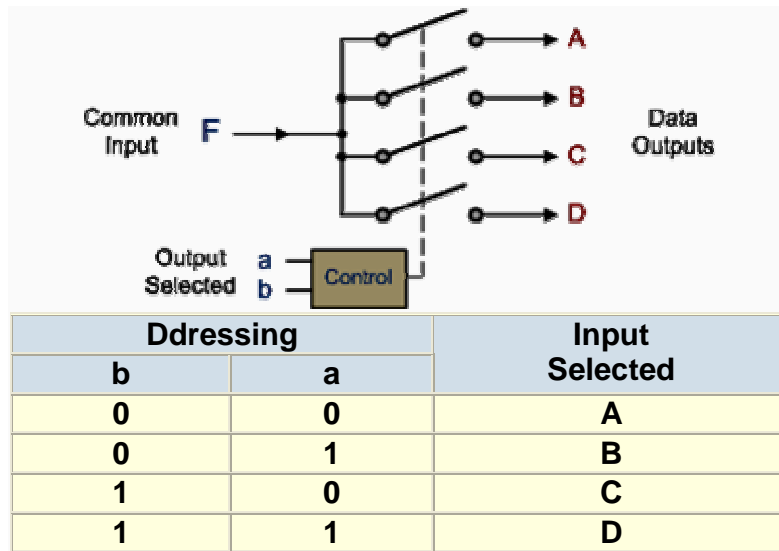 A
B
Common
Input
F
Data
Outputs
C
D
Output
Selected
a
b
Control
Ddressing
Input
Selected
b
a
0
0
A
0
1
B
1
0
C
1
1
D